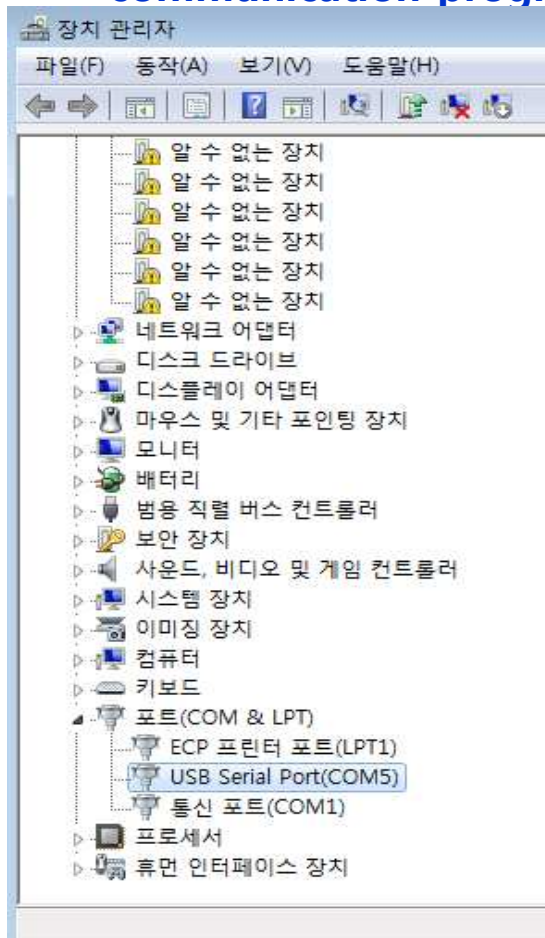 장치 관리자
파일(F) 동작(A) 보기(V) 도움말(H)
알 수 없는 장치
알 수 없는 장치
알 수 없는 장치
알 수 없는 장치
알 수 없는 장치
알 수 없는 장치
네트워크 어댑터
디스크 드라이브
디스플레이 어댑터
마우스 및 기타 포인팅 장치
모니터
배터리
범용 직렬 버스 컨트롤러
보안 장치
사운드, 비디오 및 게임 컨트롤러
시스템 장치
이미징 장치
컴퓨터
키보드
포트(COM & LPT)
ECP 프린터 포트(LPT1)
USB Serial Port(COM5)
통신 포트(COM1)
프로세서
휴먼 인터페이스 장치